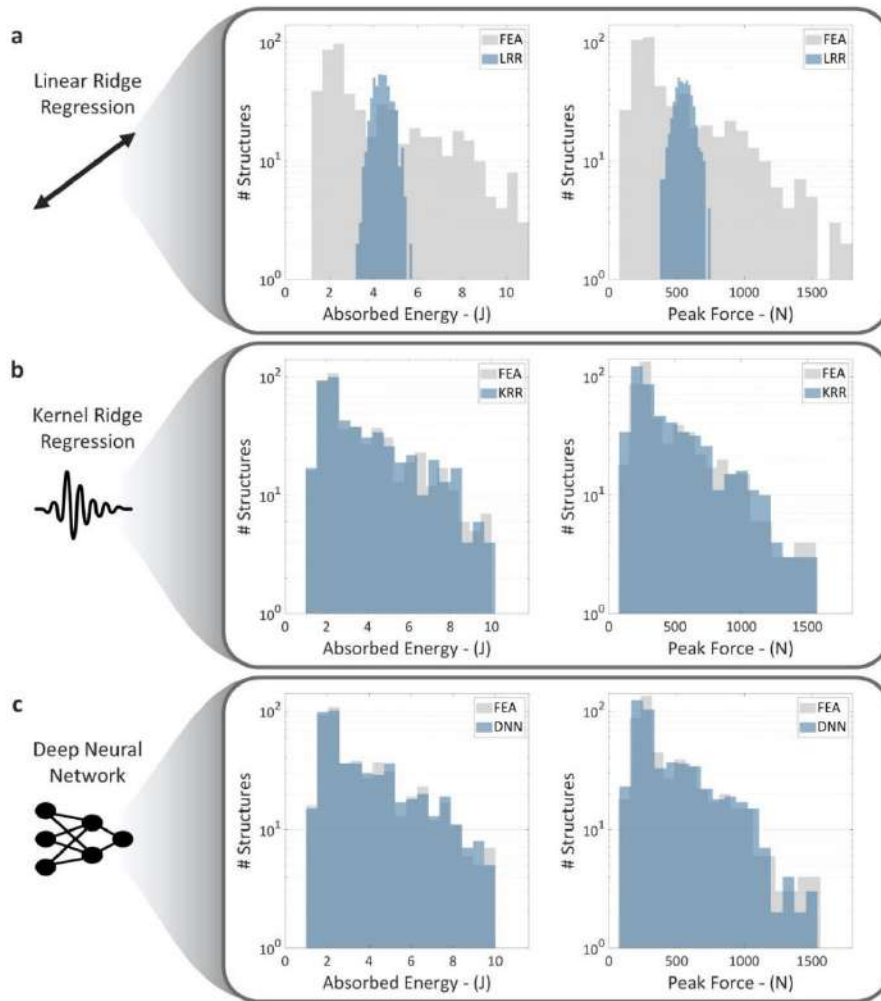 a
Linear Ridge
Regression
# Structures
10²
10¹
10⁰
FEA
LRR
0 2 4 6 8 10
Absorbed Energy - (J)
# Structures
10²
10¹
10⁰
FEA
LRR
0 500 1000 1500
Peak Force - (N)
b
Kernel Ridge
Regression
# Structures
10²
10¹
10⁰
FEA
KRR
0 2 4 6 8 10
Absorbed Energy - (J)
# Structures
10²
10¹
10⁰
FEA
KRR
0 500 1000 1500
Peak Force - (N)
c
Deep Neural
Network
# Structures
10²
10¹
10⁰
FEA
DNN
0 2 4 6 8 10
Absorbed Energy - (J)
# Structures
10²
10¹
10⁰
FEA
DNN
0 500 1000 1500
Peak Force - (N)